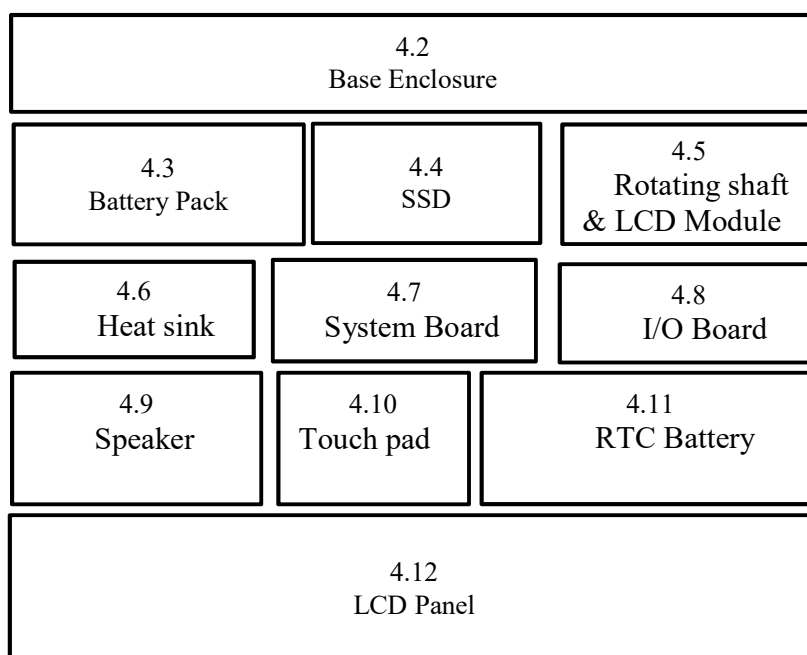 4.2
Base Enclosure
4.3
Battery Pack
4.4
SSD
4.5
Rotating shaft
& LCD Module
4.6
Heat sink
4.7
System Board
4.8
I/O Board
4.9
Speaker
4.10
Touch pad
4.11
RTC Battery
4.12
LCD Panel